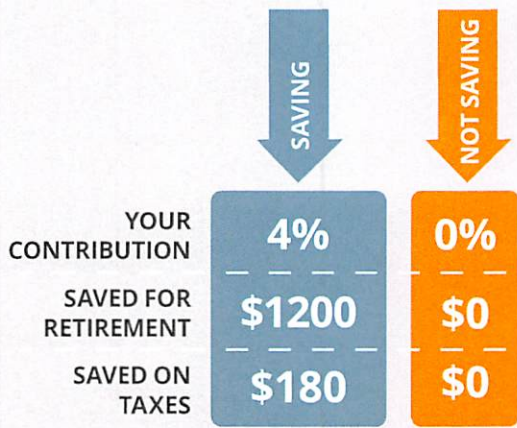 SAVING
NOT SAVING
YOUR
CONTRIBUTION
4%
0%
SAVED FOR
RETIREMENT
$1200
$0
SAVED ON
TAXES
$180
$0